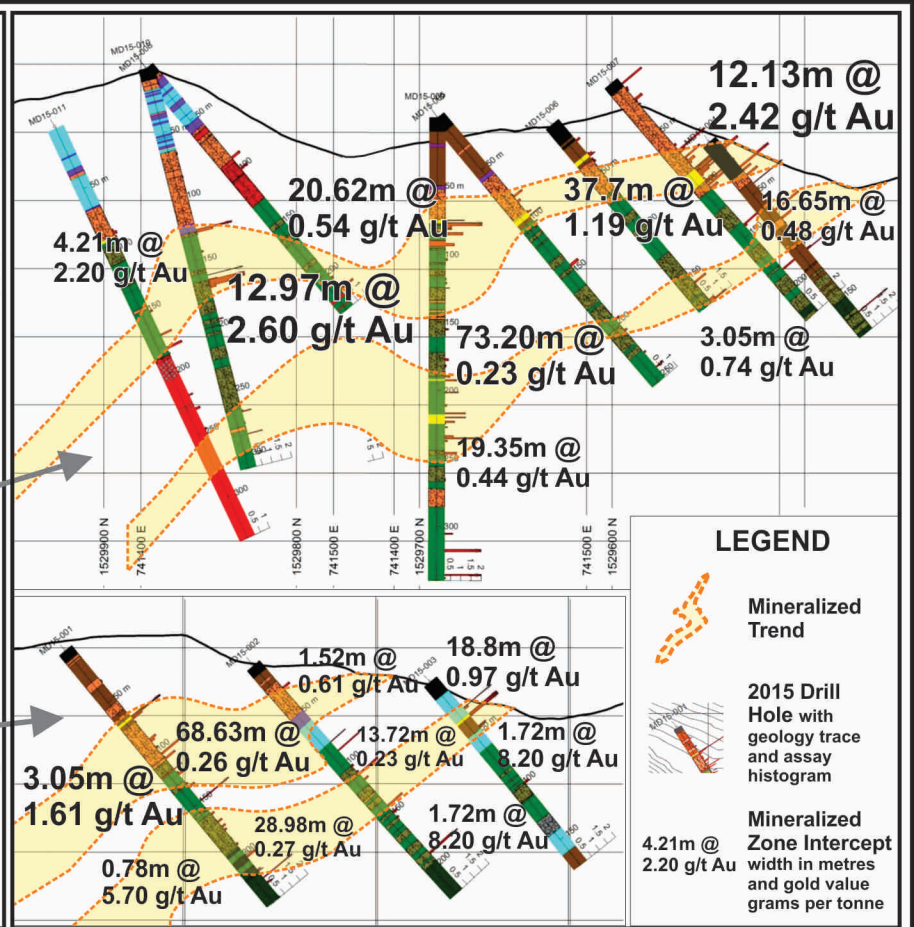 MD15-010
MD15-011
MD15-006
MD15-007
12.13m @
2.42 g/t Au
20.62m @
0.54 g/t Au
37.7m @
1.19 g/t Au
16.65m @
0.48 g/t Au
4.21m @
2.20 g/t Au
12.97m @
2.60 g/t Au
73.20m @
0.23 g/t Au
3.05m @
0.74 g/t Au
19.35m @
0.44 g/t Au
1529900 N
741400 E
1529800 N
741500 E
741400 E
1529700 N
741500 E
1529600 N
MD15-001
MD15-002
1.52m @
0.61 g/t Au
18.8m @
0.97 g/t Au
68.63m @
0.26 g/t Au
13.72m @
0.23 g/t Au
1.72m @
8.20 g/t Au
3.05m @
1.61 g/t Au
28.98m @
0.27 g/t Au
1.72m @
8.20 g/t Au
0.78m @
5.70 g/t Au
LEGEND
Mineralized
Trend
MD15-001
2015 Drill
Hole with
geology trace
and assay
histogram
4.21m @
2.20 g/t Au
Mineralized
Zone Intercept
width in metres
and gold value
grams per tonne